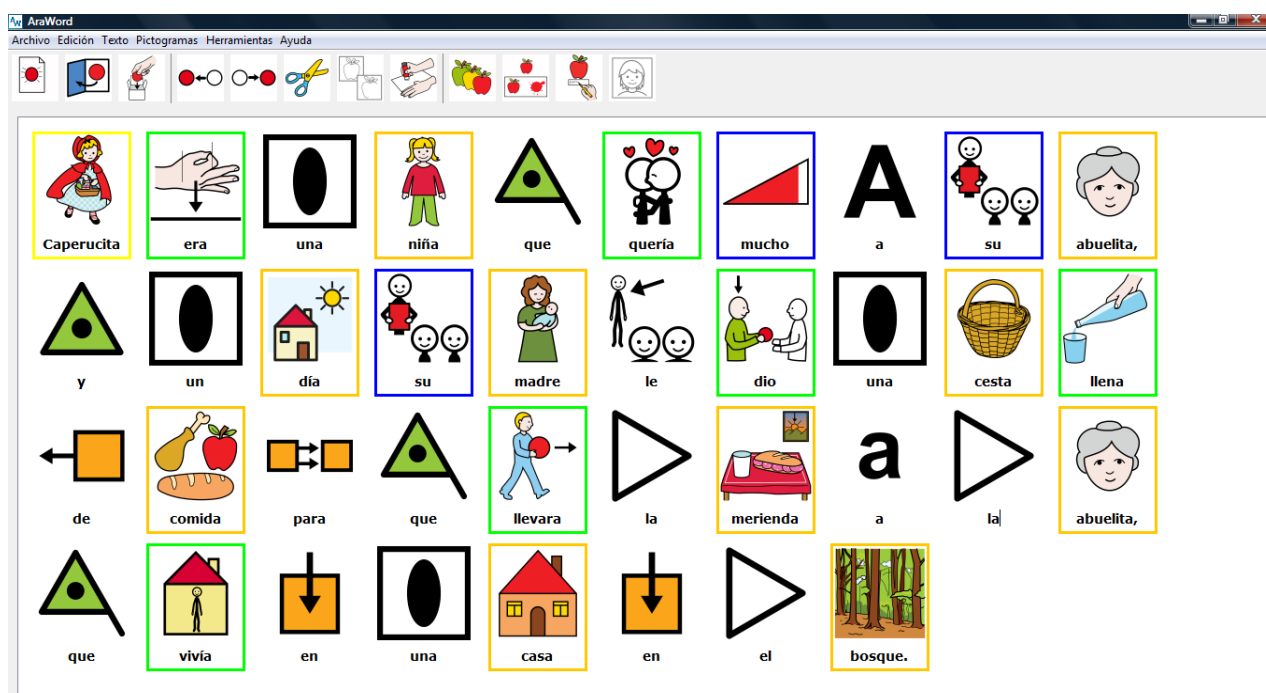 AraWord
Archivo Edición Texto Pictogramas Herramientas Ayuda
A
Caperucita era una niña que quería mucho a su abuelita,
y un día su madre le dio una cesta llena
a
de comida para que llevara la merienda a la abuelita,
que vivía en una casa en el bosque.